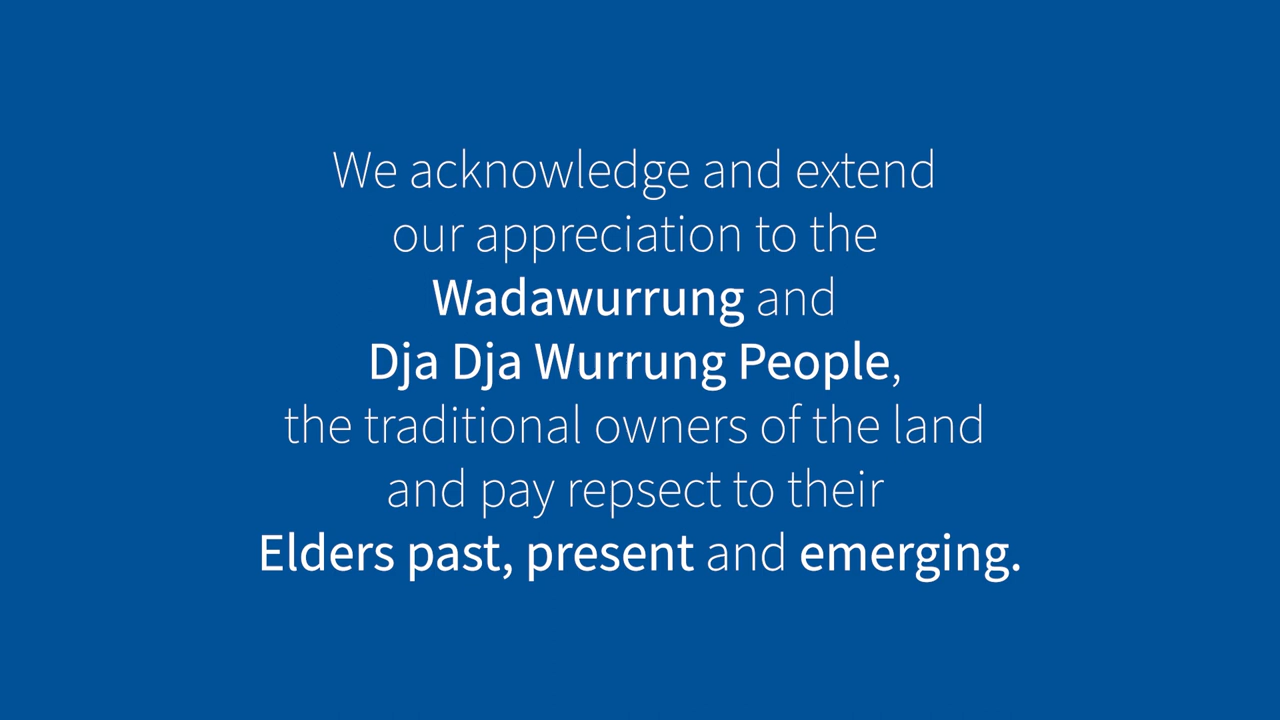 We acknowledge and extend
our appreciation to the
Wadawurrung and
Dja Dja Wurrung People,
the traditional owners of the land
and pay repsect to their
Elders past, present and emerging.